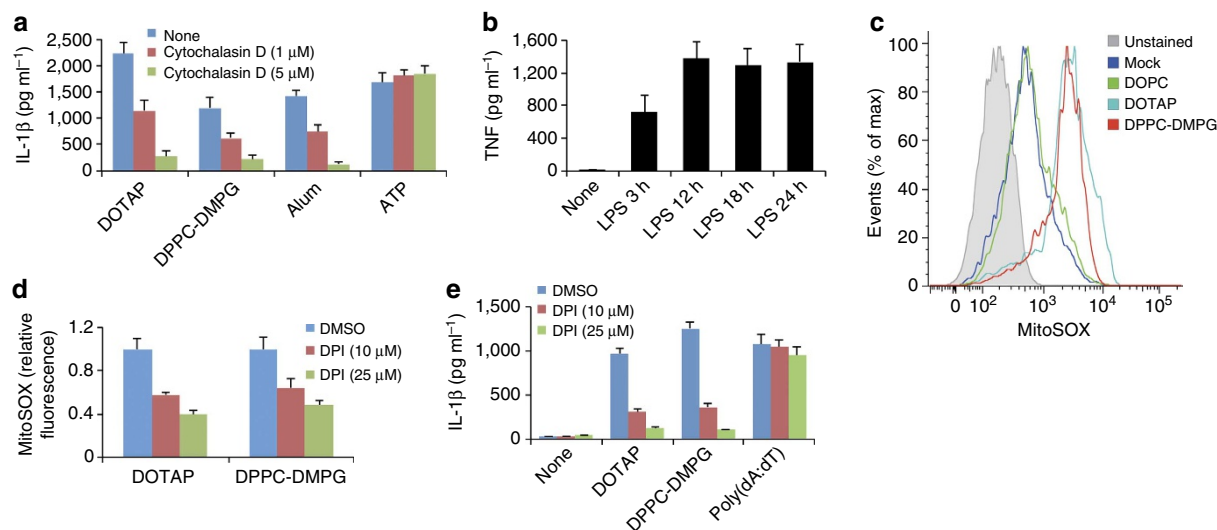 a
None
Cytochalasin D (1 μM)
Cytochalasin D (5 μM)
IL-1β (pg ml⁻¹)
2,500
2,000
1,500
1,000
500
0
DOTAP
DPPC-DMPG
Alum
ATP
b
TNF (pg ml⁻¹)
1,600
1,200
800
400
0
None
LPS 3 h
LPS 12 h
LPS 18 h
LPS 24 h
c
Unstained
Mock
DOPC
DOTAP
DPPC-DMPG
Events (% of max)
100
80
60
40
20
0
0 10² 10³ 10⁴ 10⁵
MitoSOX
d
DMSO
DPI (10 μM)
DPI (25 μM)
MitoSOX (relative
fluorescence)
1.2
0.8
0.4
0
DOTAP DPPC-DMPG
e
DMSO
DPI (10 μM)
DPI (25 μM)
IL-1β (pg ml⁻¹)
1,500
1,000
500
0
None
DOTAP
DPPC-DMPG
Poly(dA:dT)